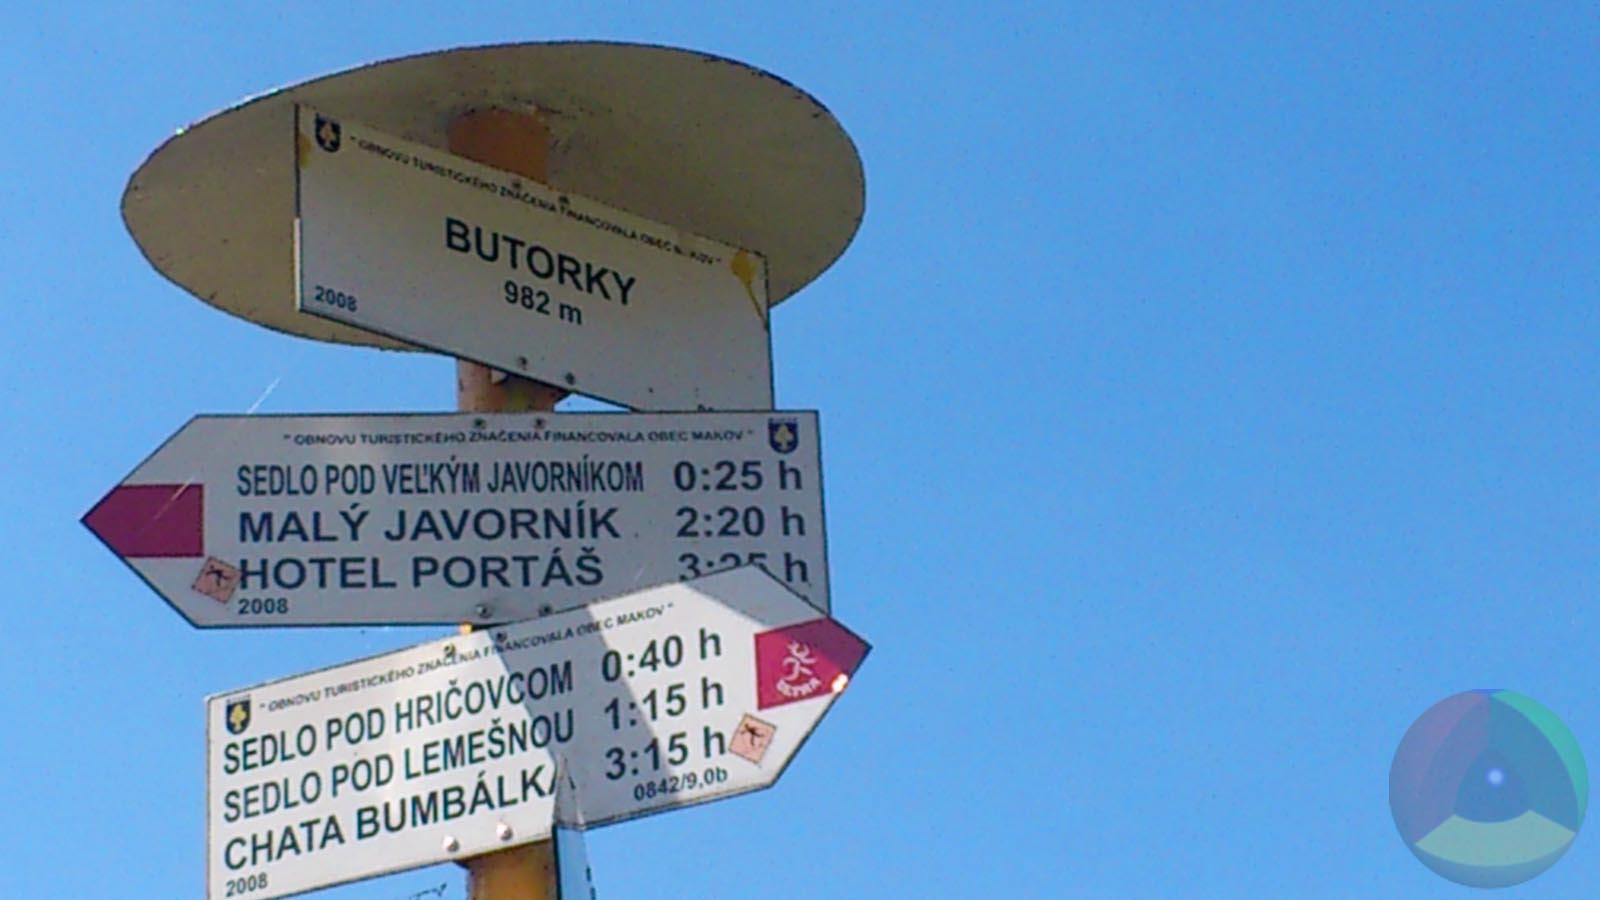 " OBNOVU TURISTICKÉHO ZNAČENIA FINANCOVALA OBEC MAKOV "
BUTORKY
982 m
2008
" OBNOVU TURISTICKÉHO ZNAČENIA FINANCOVALA OBEC MAKOV "
SEDLO POD VEĽKÝM JAVORNÍKOM 0:25 h
MALÝ JAVORNÍK 2:20 h
HOTEL PORTÁŠ 3:25 h
2008
" OBNOVU TURISTICKÉHO ZNAČENIA FINANCOVALA OBEC MAKOV "
SEDLO POD HRIČOVCOM 0:40 h
SEDLO POD LEMEŠNOU 1:15 h
CHATA BUMBÁLKA 3:15 h
0842/9,0b
2008